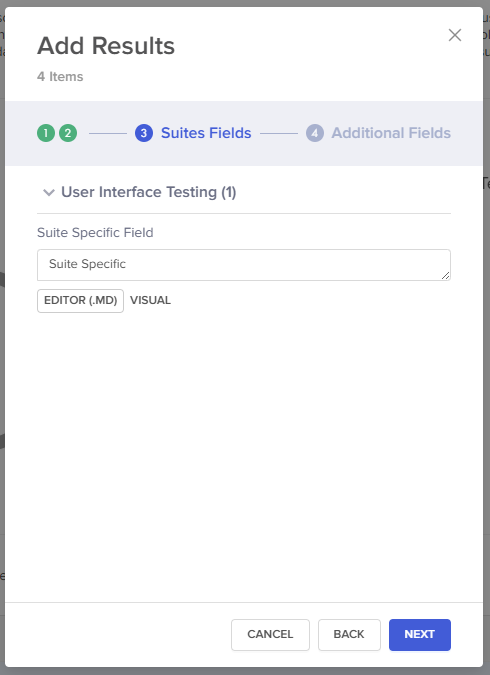 Add Results
4 Items
1 2 3 Suites Fields 4 Additional Fields
User Interface Testing (1)
Suite Specific Field
Suite Specific
EDITOR (.MD) VISUAL
CANCEL BACK NEXT